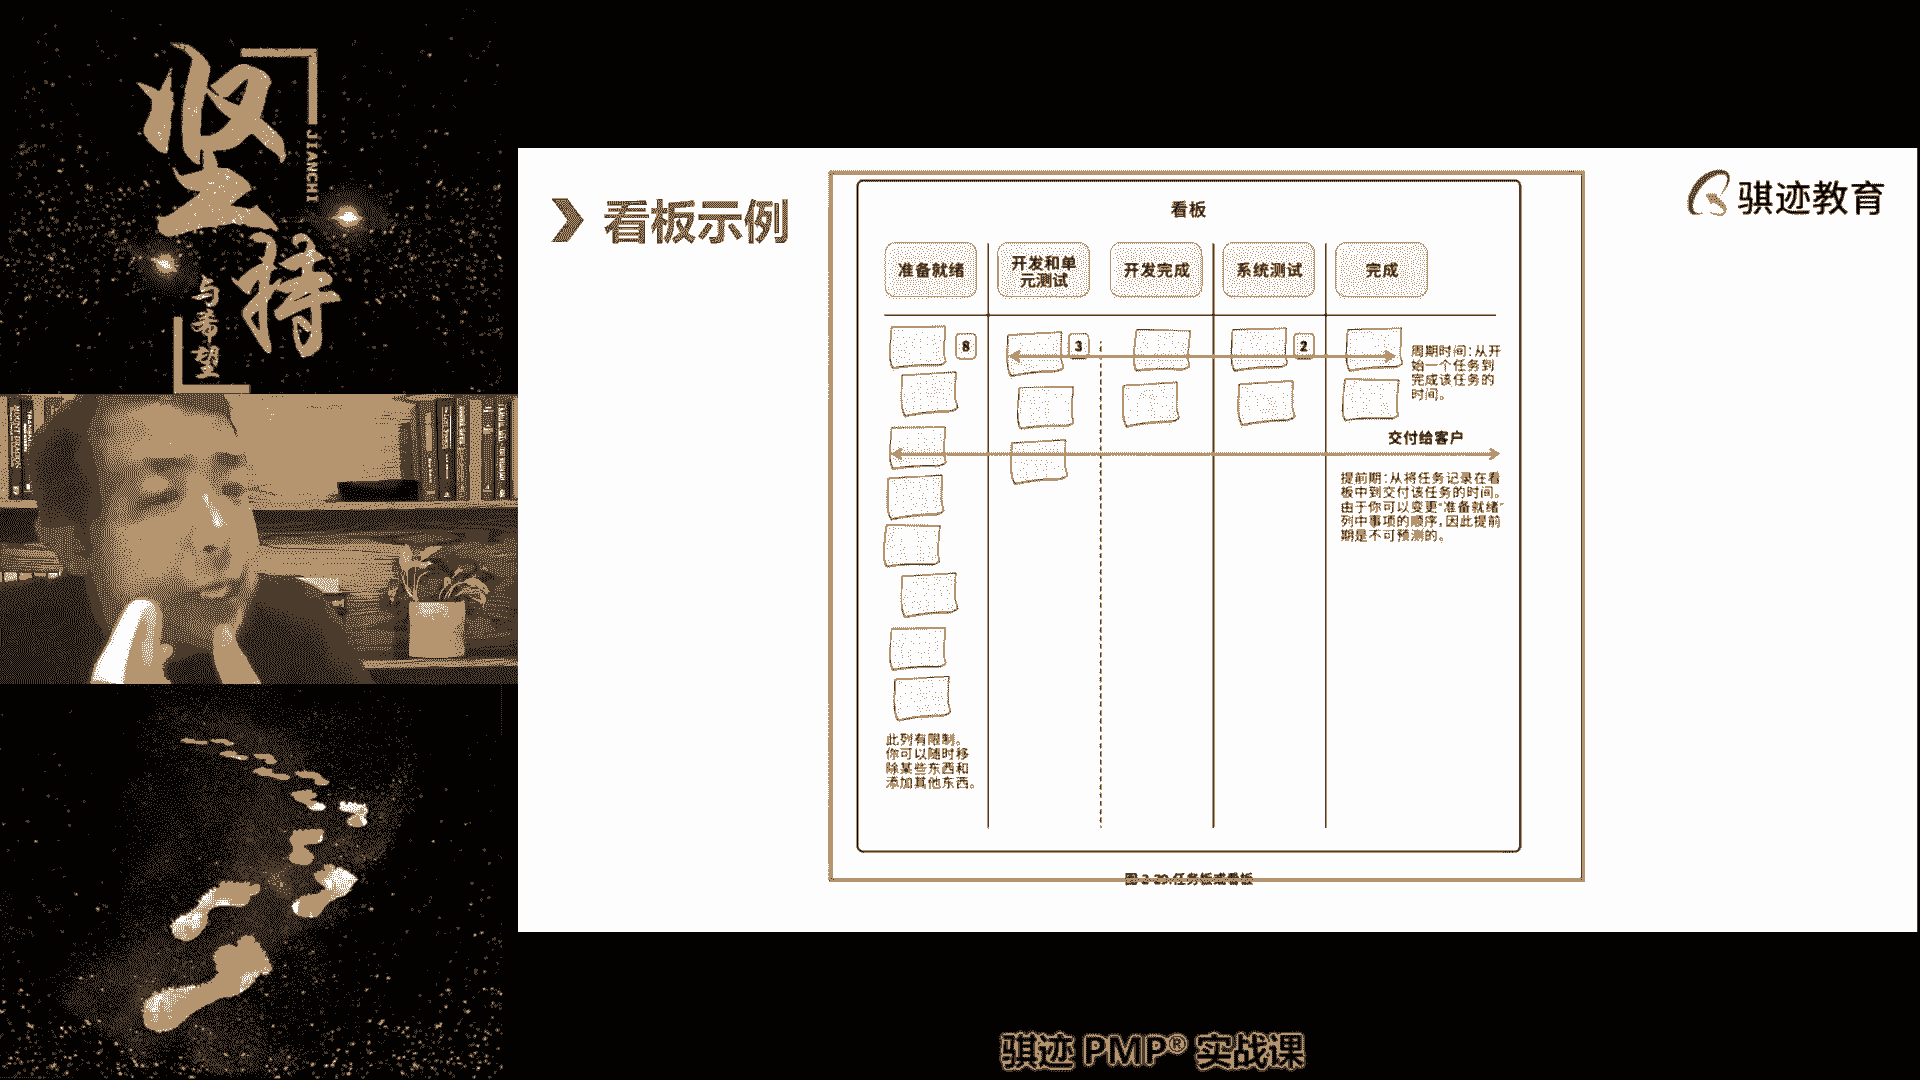 坚持
JIANCHI
与希望
看板示例
骐迹教育
看板
准备就绪
开发和单
元测试
开发完成
系统测试
完成
8
3
2
周期时间：从开
始一个任务到
完成该任务的
时间。
交付给客户
提前期：从将任务记录在看
板中到交付该任务的时间。
由于你可以变更“准备就绪”
列中事项的顺序，因此提前
期是不可预测的。
此列有限制。
你可以随时移
除某些东西和
添加其他东西。
图 2-29.任务板或看板
骐迹 PMP® 实战课